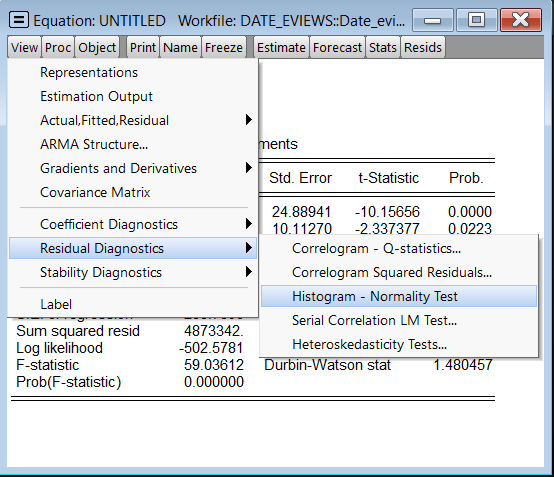 Equation: UNTITLED Workfile: DATE_EVIEWS::Date_evi...
View Proc Object Print Name Freeze Estimate Forecast Stats Resids
Representations
Estimation Output
Actual,Fitted,Residual
ARMA Structure...
Gradients and Derivatives
Covariance Matrix
Coefficient Diagnostics
Residual Diagnostics
Stability Diagnostics
Label
ments
Std. Error t-Statistic Prob.
24.88941 -10.15656 0.0000
10.11270 -2.337377 0.0223
Correlogram - Q-statistics...
Correlogram Squared Residuals...
Histogram - Normality Test
Serial Correlation LM Test...
Heteroskedasticity Tests...
Sum squared resid 4873342.
Log likelihood -502.5781
F-statistic 59.03612 Durbin-Watson stat 1.480457
Prob(F-statistic) 0.000000